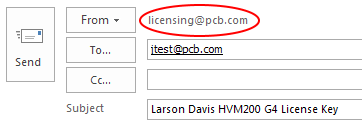 From licensing@pcb.com
Send To... jtest@pcb.com
Cc...
Subject Larson Davis HVM200 G4 License Key